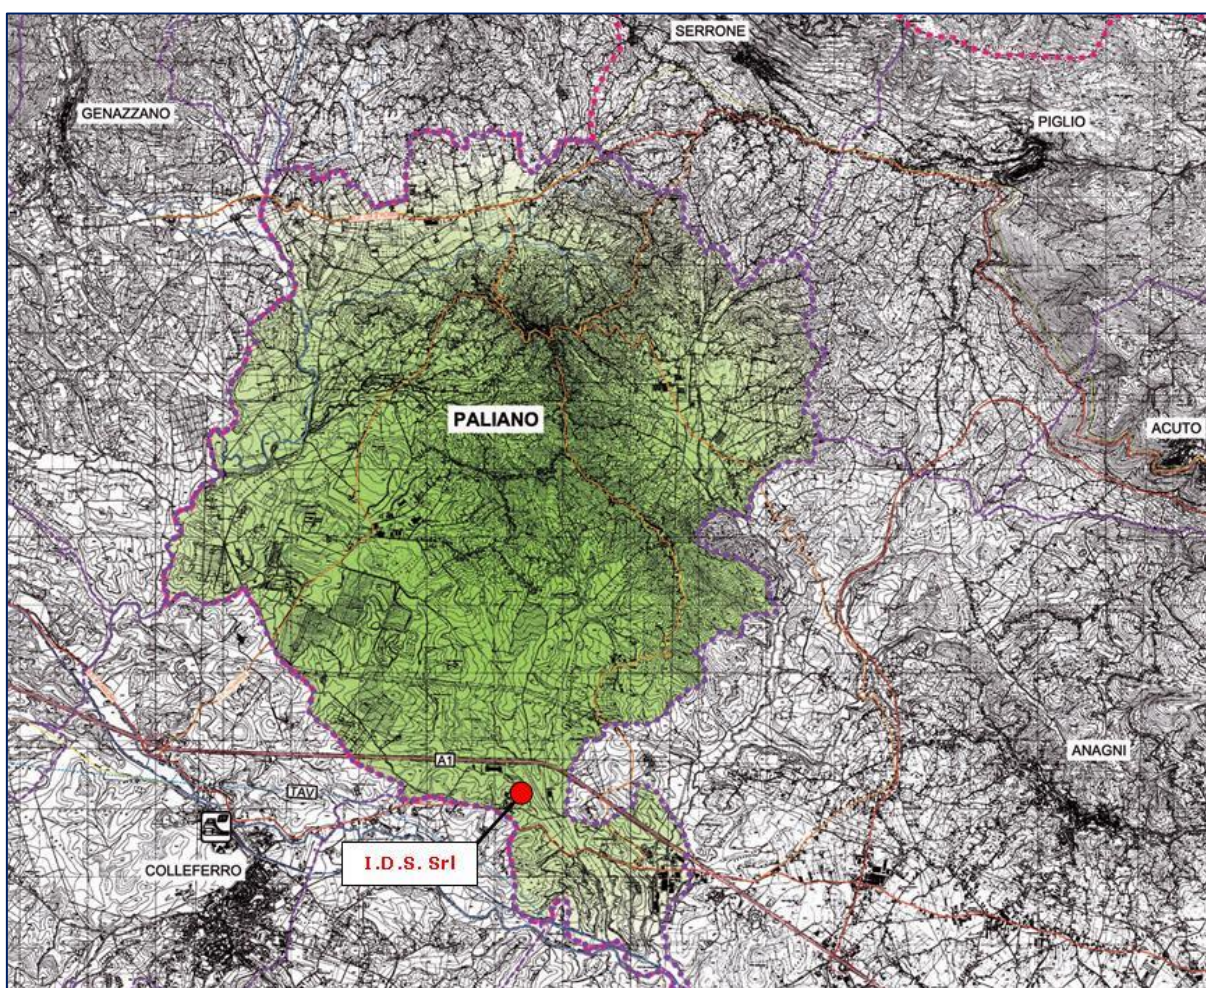 SERRONE
GENAZZANO
PIGLIO
PALIANO
ACUTO
ANAGNI
A1
TAV
I.D.S. Srl
COLLEFERRO